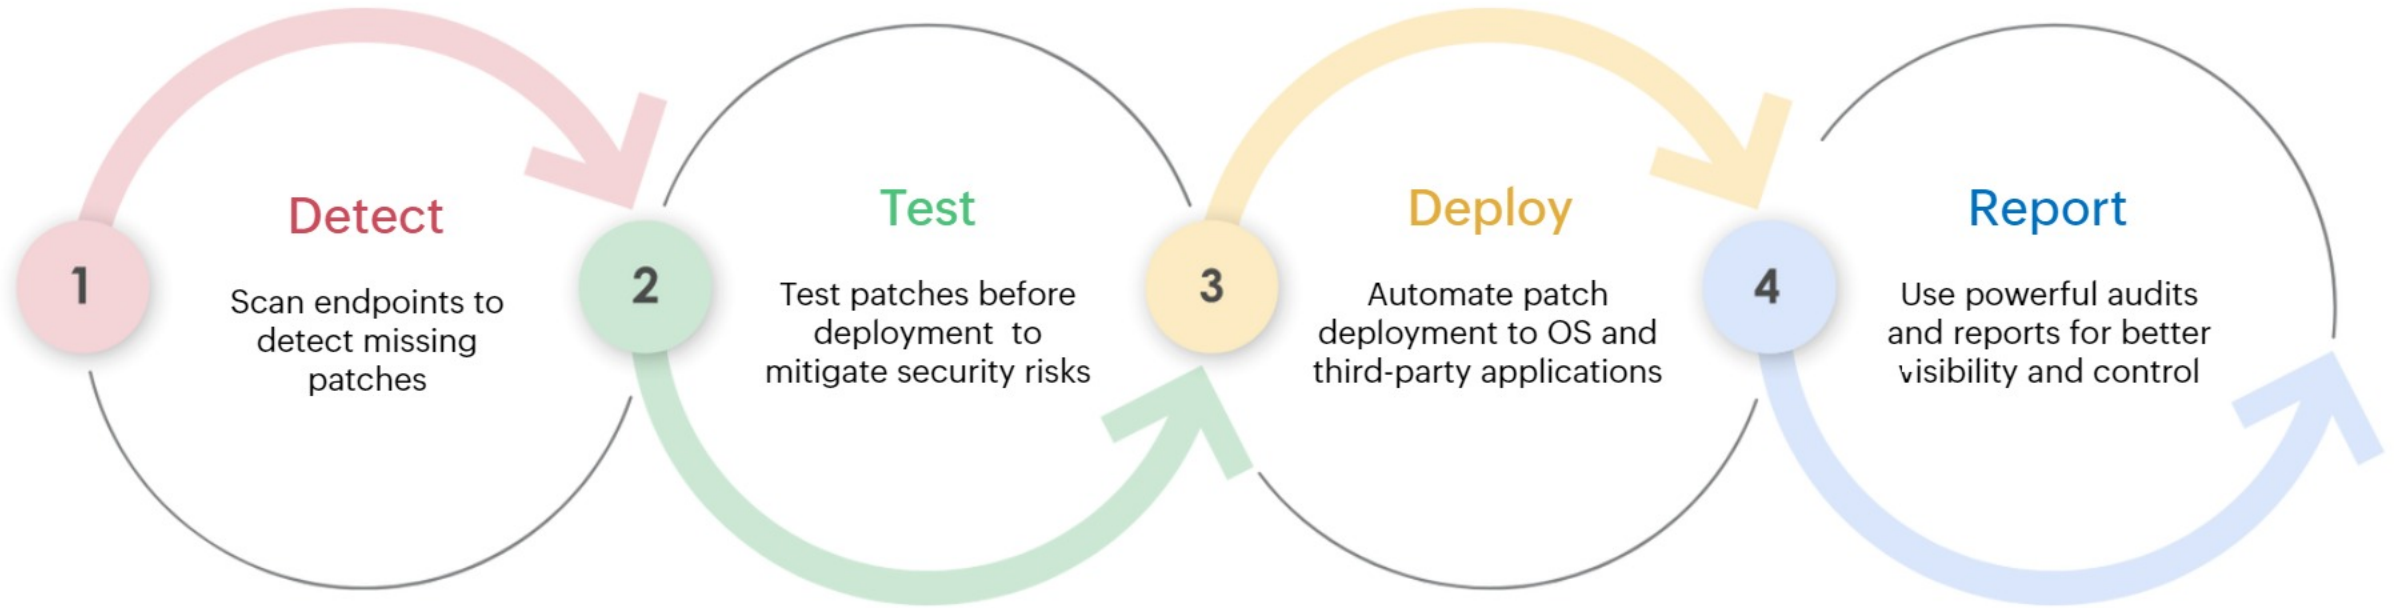 1
Detect
Scan endpoints to
detect missing
patches
2
Test
Test patches before
deployment to
mitigate security risks
3
Deploy
Automate patch
deployment to OS and
third-party applications
4
Report
Use powerful audits
and reports for better
visibility and control